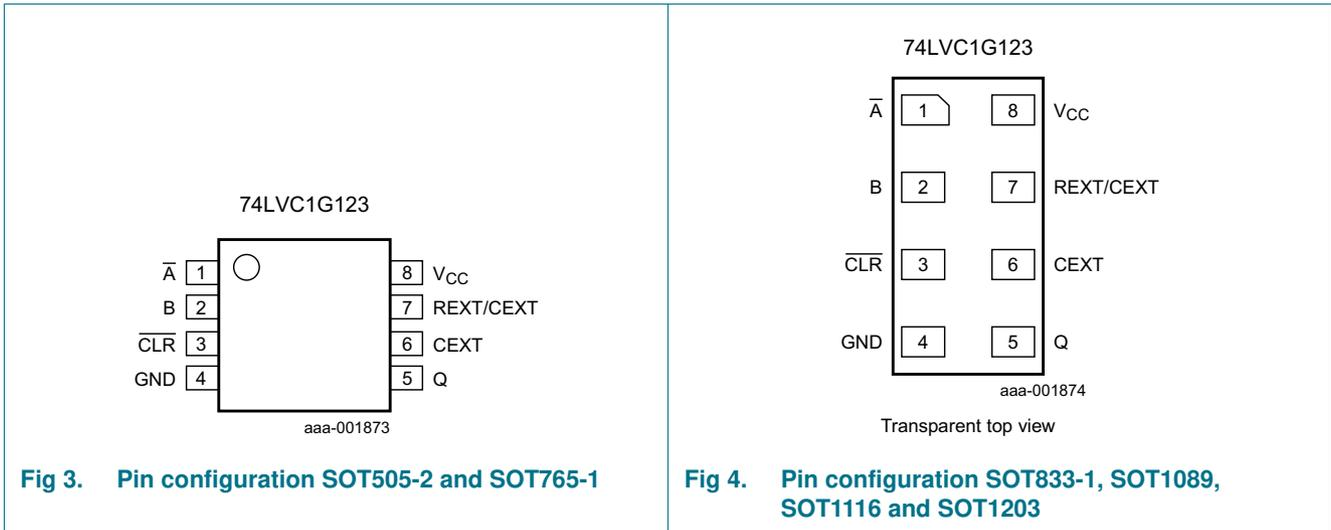 74LVC1G123
A̅ 1 8 VCC
B 2 7 REXT/CEXT
C̅L̅R̅ 3 6 CEXT
GND 4 5 Q
aaa-001873
Fig 3. Pin configuration SOT505-2 and SOT765-1
74LVC1G123
A̅ 1 8 VCC
B 2 7 REXT/CEXT
C̅L̅R̅ 3 6 CEXT
GND 4 5 Q
aaa-001874
Transparent top view
Fig 4. Pin configuration SOT833-1, SOT1089,
SOT1116 and SOT1203